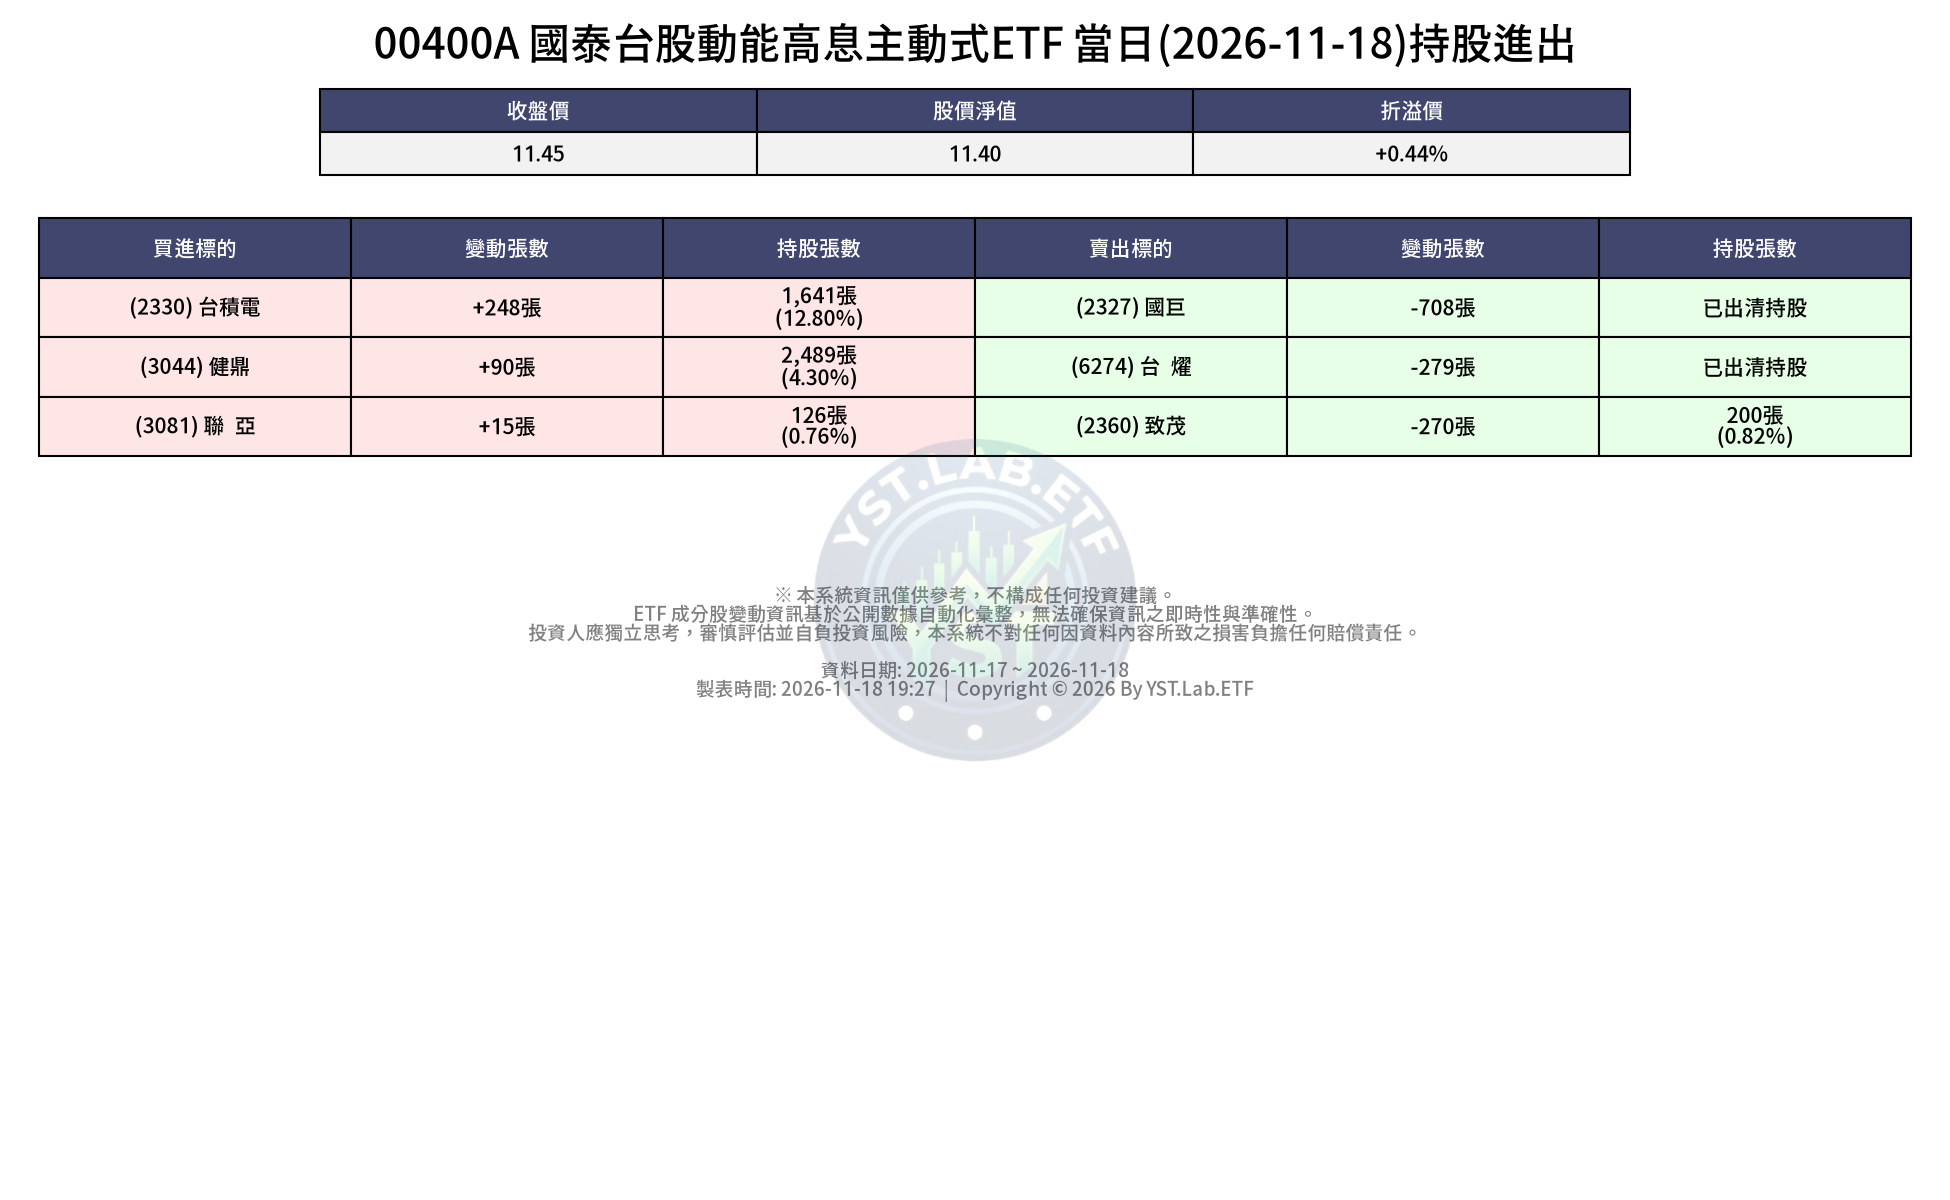 00400A 國泰台股動能高息主動式ETF 當日(2026-11-18)持股進出
收盤價 股價淨值 折溢價
11.45 11.40 +0.44%
買進標的 變動張數 持股張數 賣出標的 變動張數 持股張數
(2330) 台積電 +248張 1,641張 (12.80%) (2327) 國巨 -708張 已出清持股
(3044) 健鼎 +90張 2,489張 (4.30%) (6274) 台 燿 -279張 已出清持股
(3081) 聯 亞 +15張 126張 (0.76%) (2360) 致茂 -270張 200張 (0.82%)
YST.LAB.ETF
※ 本系統資訊僅供參考，不構成任何投資建議。
ETF 成分股變動資訊基於公開數據自動化彙整，無法確保資訊之即時性與準確性。
投資人應獨立思考，審慎評估並自負投資風險，本系統不對任何因資料內容所致之損害負擔任何賠償責任。
YST
資料日期: 2026-11-17 ~ 2026-11-18
製表時間: 2026-11-18 19:27 | Copyright © 2026 By YST.Lab.ETF